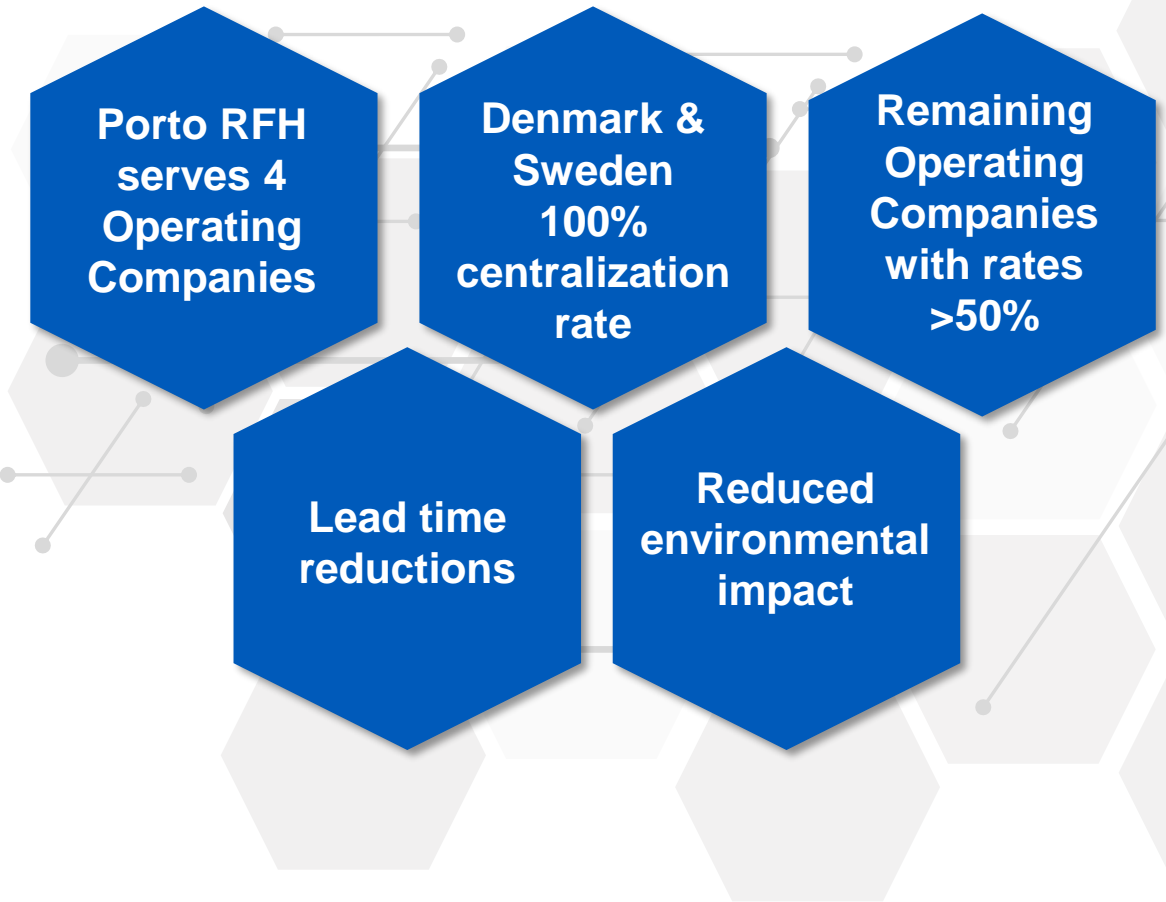 Porto RFH
serves 4
Operating
Companies
Denmark &
Sweden
100%
centralization
rate
Remaining
Operating
Companies
with rates
>50%
Lead time
reductions
Reduced
environmental
impact